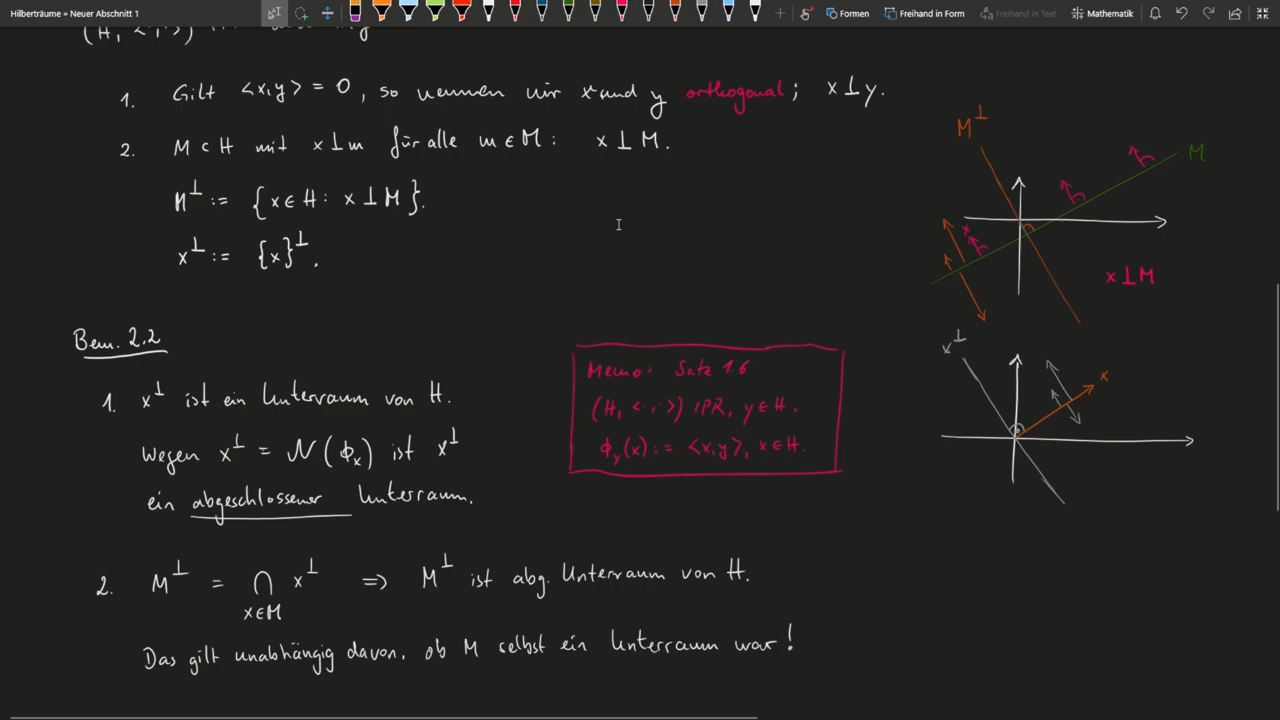 Hilberträume » Neuer Abschnitt 1
Formen
Freihand in Form
Freihand in Text
Mathematik
(H, <·,·>)
1. Gilt <x,y> = 0, so nennen wir x und y orthogonal; x⊥y.
2. M ⊂ H mit x⊥m für alle m∈M: x⊥M.
M⊥ := {x∈H: x⊥M}.
x⊥ := {x}⊥.
M⊥
M
x
x⊥M
Bem. 2.2
1. x⊥ ist ein Unterraum von H.
Wegen x⊥ = N(ϕₓ) ist x⊥
ein abgeschlossener Unterraum.
Memo: Satz 1.6
(H, <·,·>) IPR, y∈H.
ϕ_y(x) := <x,y>, x∈H.
x⊥
x
2. M⊥ = ⋂ x⊥ ⇒ M⊥ ist abg. Unterraum von H.
x∈M
Das gilt unabhängig davon, ob M selbst ein Unterraum war!